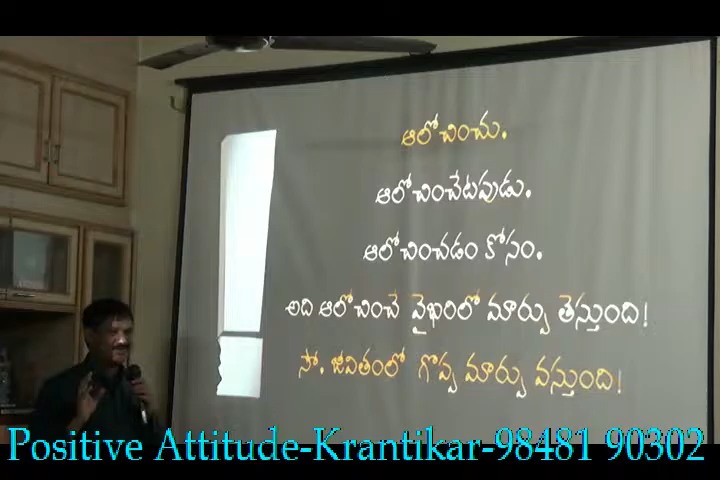 ఆలోచించు.
ఆలోచించేటపుడు.
ఆలోచించడం కోసం.
అది ఆలోచించే వైఖరిలో మార్పు తెస్తుంది!
సో. జీవితంలో గొప్ప మార్పు వస్తుంది!
Positive Attitude-Krantikar-98481 90302